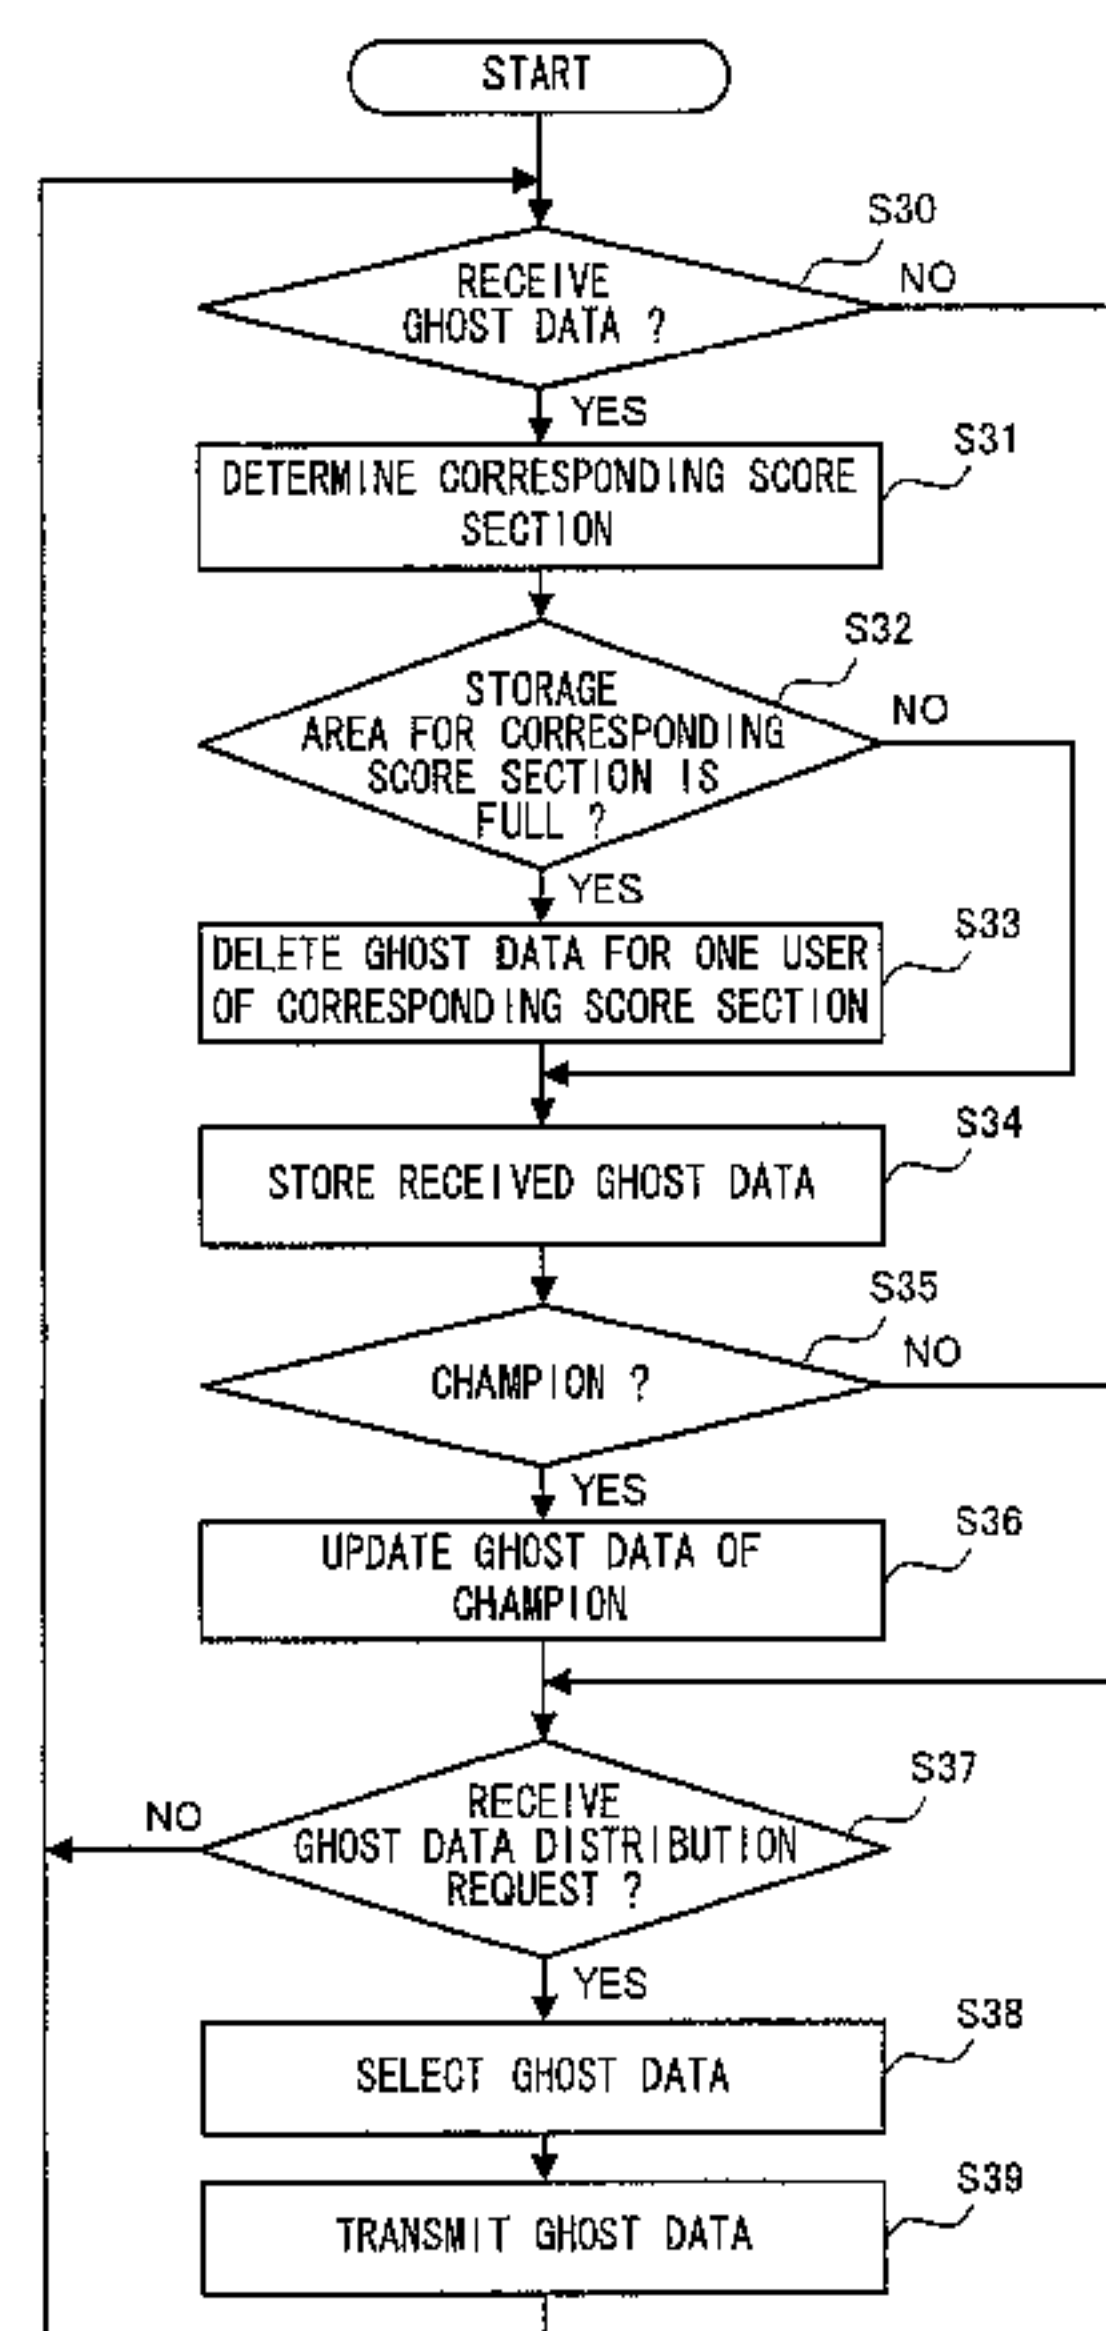 START
S30
RECEIVE
GHOST DATA ?
NO
YES
S31
DETERMINE CORRESPONDING SCORE
SECTION
S32
STORAGE
AREA FOR CORRESPONDING
SCORE SECTION IS
FULL ?
NO
YES
S33
DELETE GHOST DATA FOR ONE USER
OF CORRESPONDING SCORE SECTION
S34
STORE RECEIVED GHOST DATA
S35
CHAMPION ?
NO
YES
S36
UPDATE GHOST DATA OF
CHAMPION
S37
RECEIVE
GHOST DATA DISTRIBUTION
REQUEST ?
NO
YES
S38
SELECT GHOST DATA
S39
TRANSMIT GHOST DATA